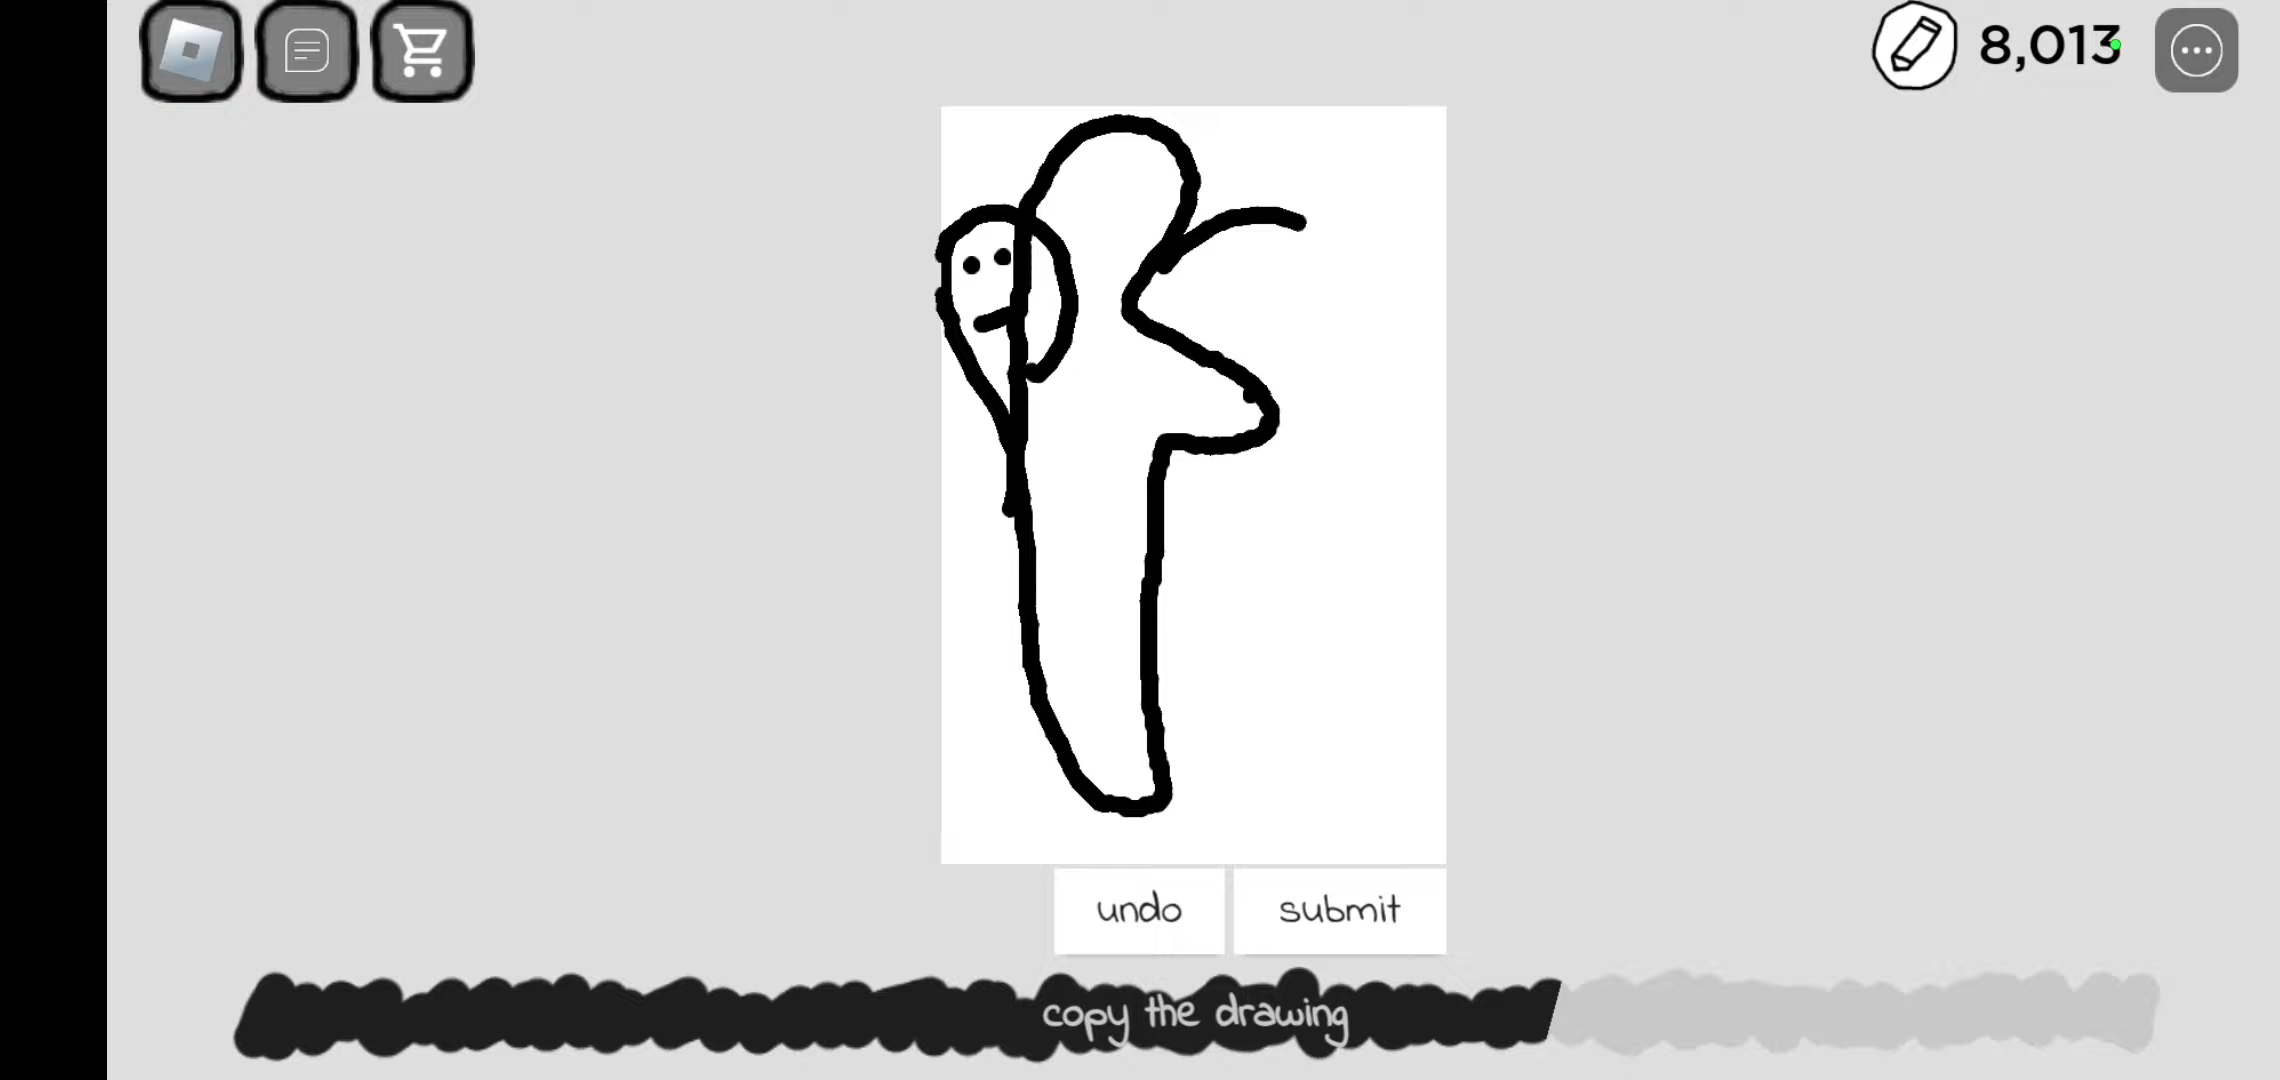 8,013
undo
submit
copy the drawing